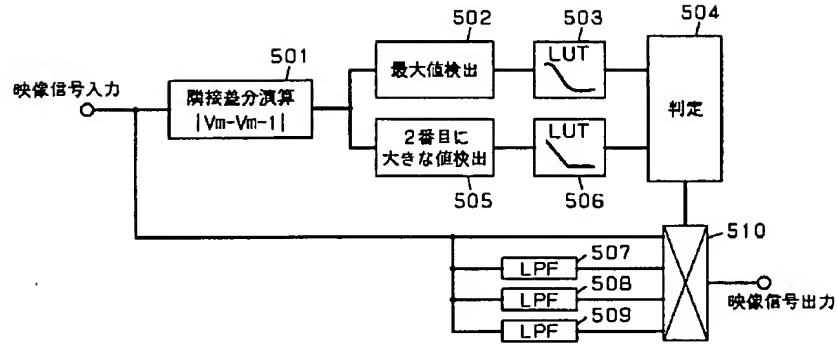 502
503
504
501
最大値検出
LUT
映像信号入力
隣接差分演算
|Vm-Vm-1|
判定
2番目に
大きな値検出
LUT
505
506
510
507
LPF
508
LPF
509
LPF
映像信号出力